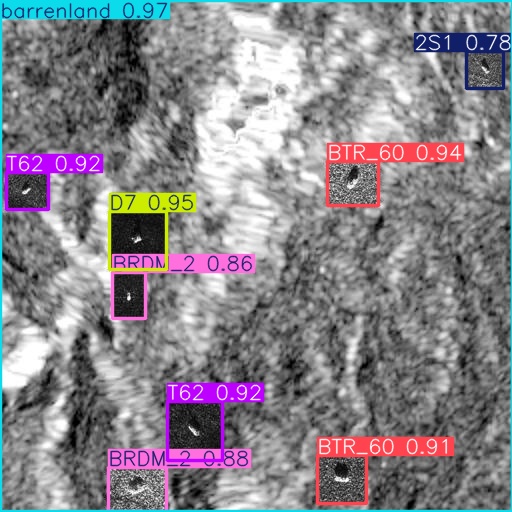 barrenland 0.97
2S1 0.78
BTR_60 0.94
T62 0.92
D7 0.95
BRDM_2 0.86
T62 0.92
BTR_60 0.91
BRDM_2 0.88